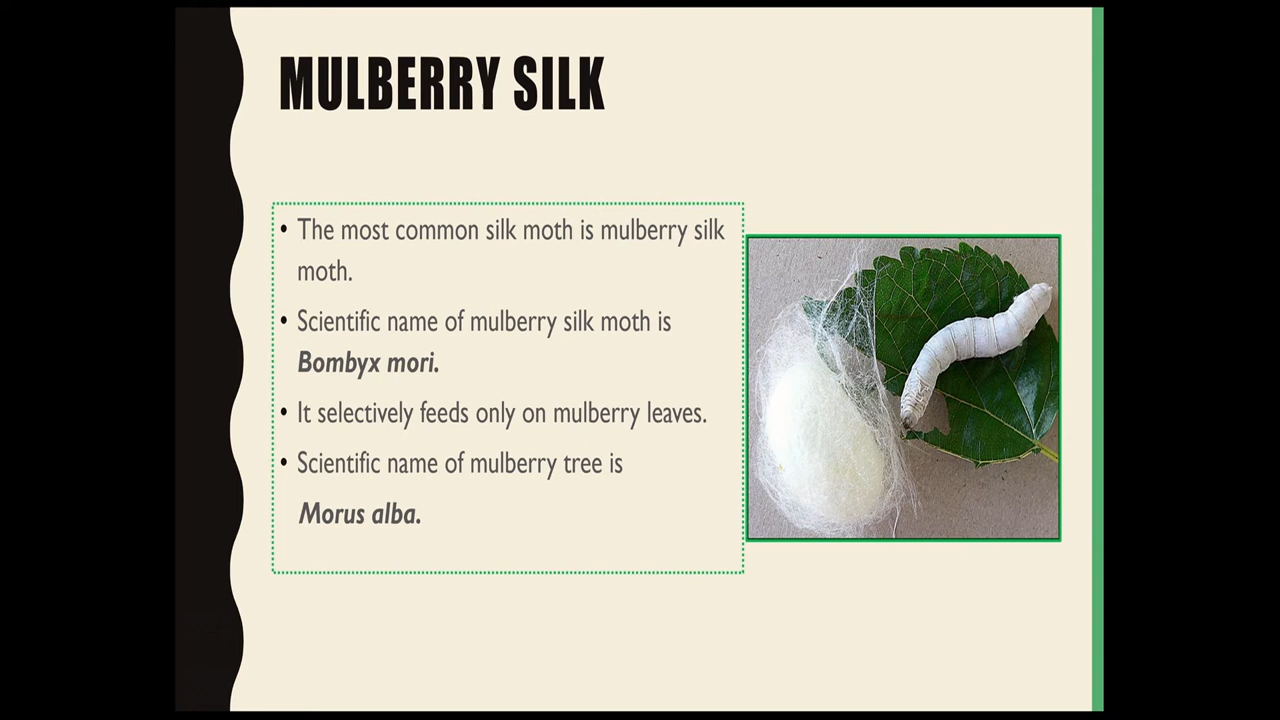 MULBERRY SILK
• The most common silk moth is mulberry silk
moth.
• Scientific name of mulberry silk moth is
Bombyx mori.
• It selectively feeds only on mulberry leaves.
• Scientific name of mulberry tree is
Morus alba.